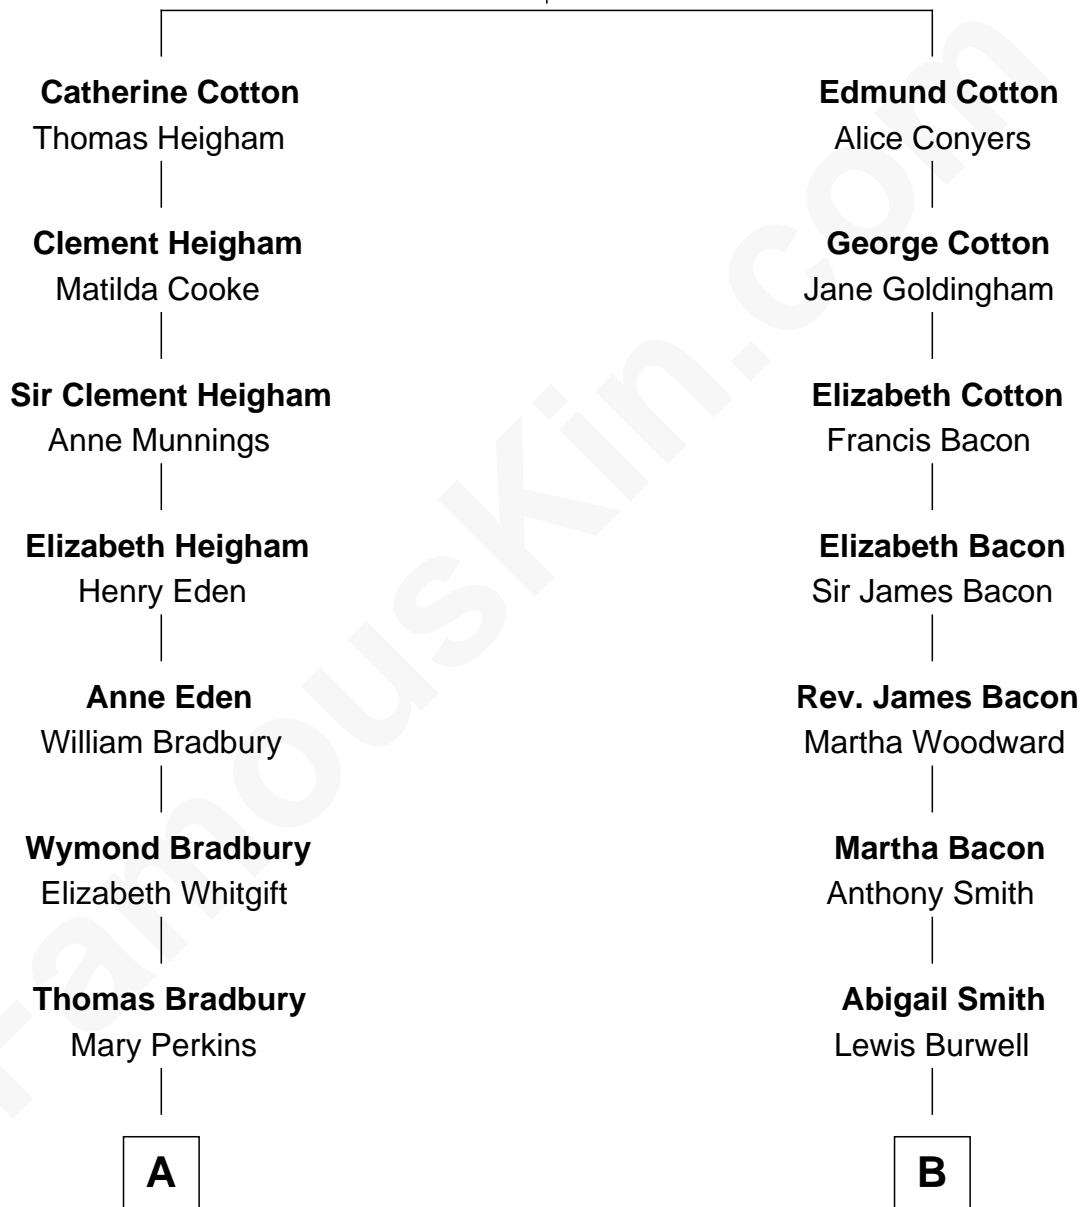 Catherine Cotton
Thomas Heigham
Clement Heigham
Matilda Cooke
Sir Clement Heigham
Anne Munnings
Elizabeth Heigham
Henry Eden
Anne Eden
William Bradbury
Wymond Bradbury
Elizabeth Whitgift
Thomas Bradbury
Mary Perkins
A
Edmund Cotton
Alice Conyers
George Cotton
Jane Goldingham
Elizabeth Cotton
Francis Bacon
Elizabeth Bacon
Sir James Bacon
Rev. James Bacon
Martha Woodward
Martha Bacon
Anthony Smith
Abigail Smith
Lewis Burwell
B
FamousKin.com